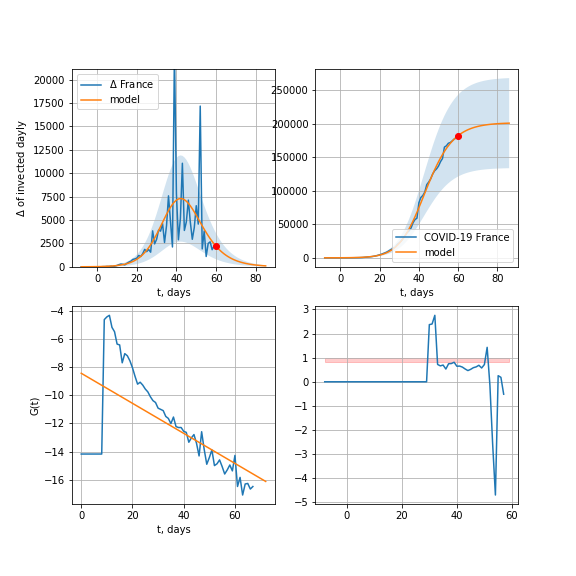 20000
17500
15000
12500
10000
7500
5000
2500
0
Δ of invected dayly
Δ France
model
0 20 40 60 80
t, days
250000
200000
150000
100000
50000
0
COVID-19 France
model
0 20 40 60 80
t, days
−4
−6
−8
−10
−12
−14
−16
G(t)
0 20 40 60
t, days
3
2
1
0
−1
−2
−3
−4
−5
0 20 40 60